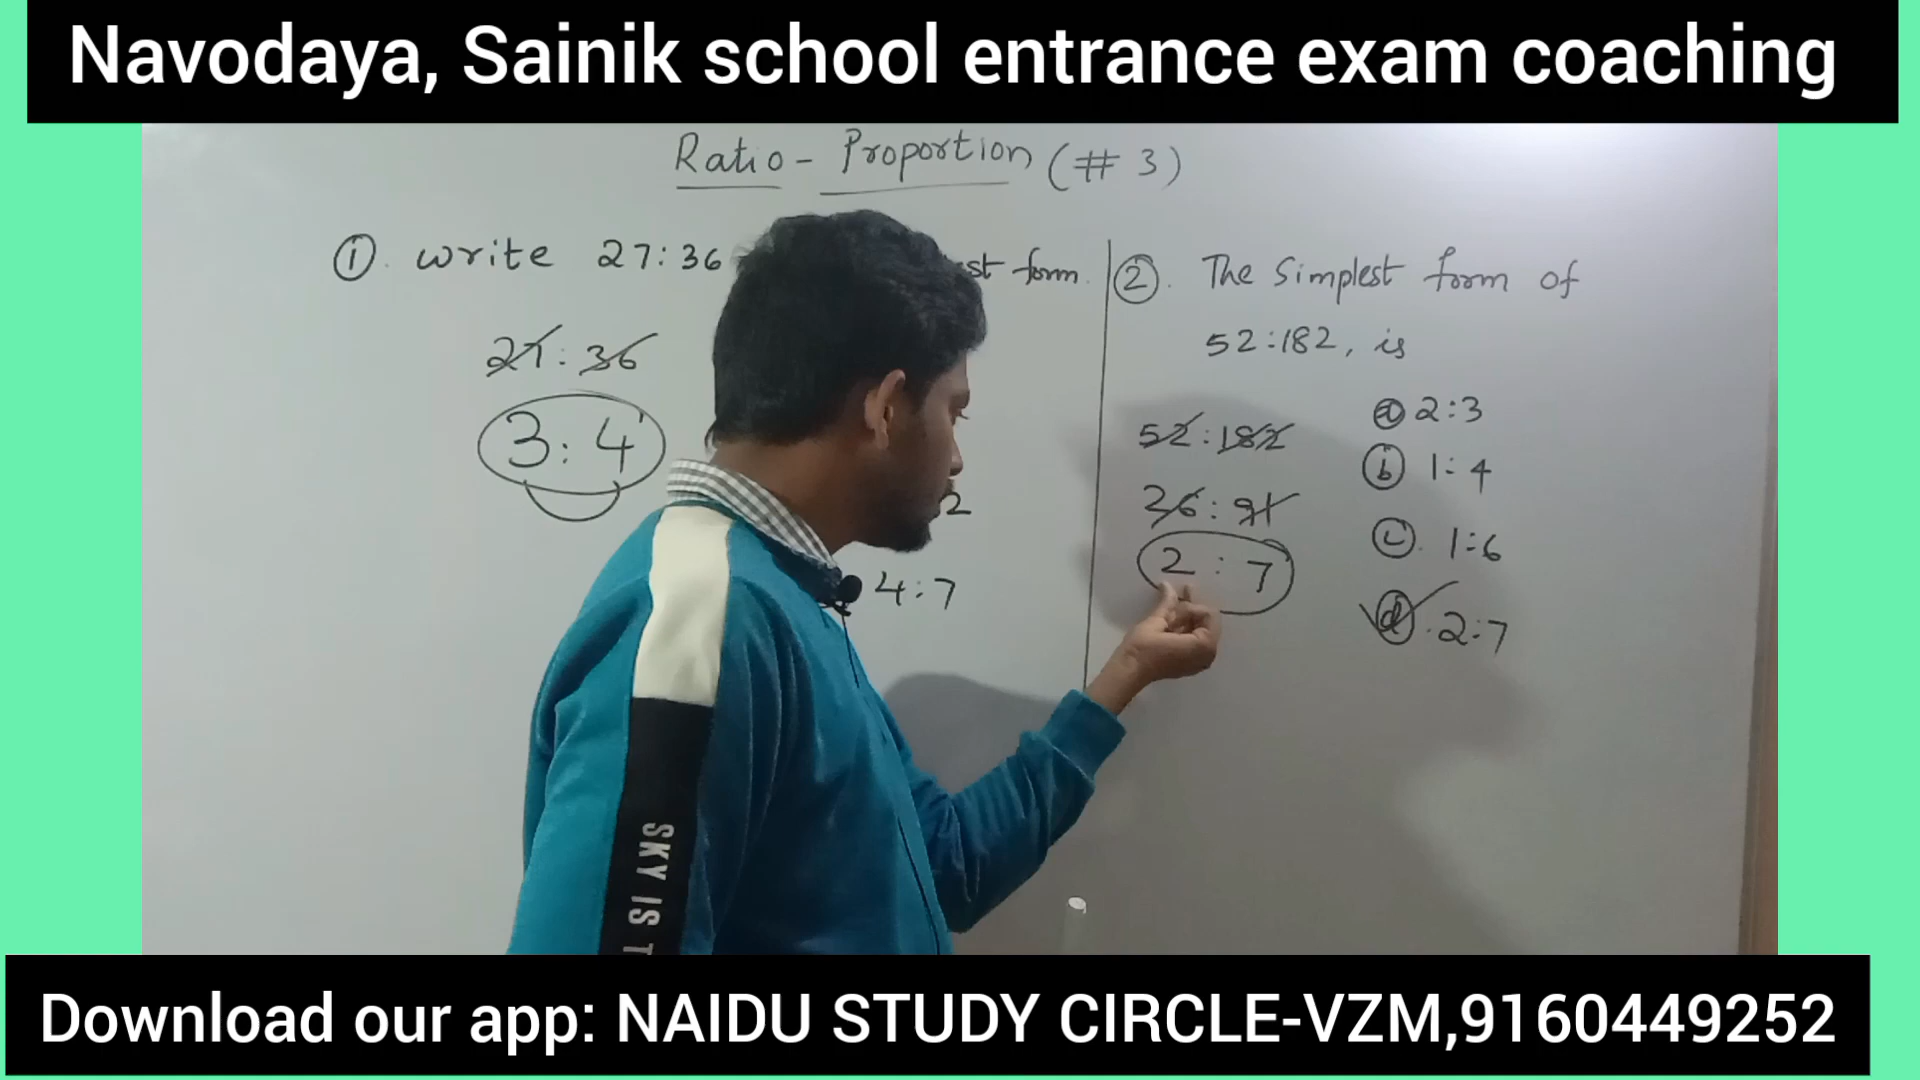 Navodaya, Sainik school entrance exam coaching
Ratio - Proportion (# 3)
① write 27:36
st form.
27:36
3:4
2
4:7
② . The Simplest form of
52:182, is
52:182
26:91
2:7
ⓐ 2:3
ⓑ 1:4
ⓒ. 1:6
ⓓ. 2:7
SKY IS T
Download our app: NAIDU STUDY CIRCLE-VZM,9160449252